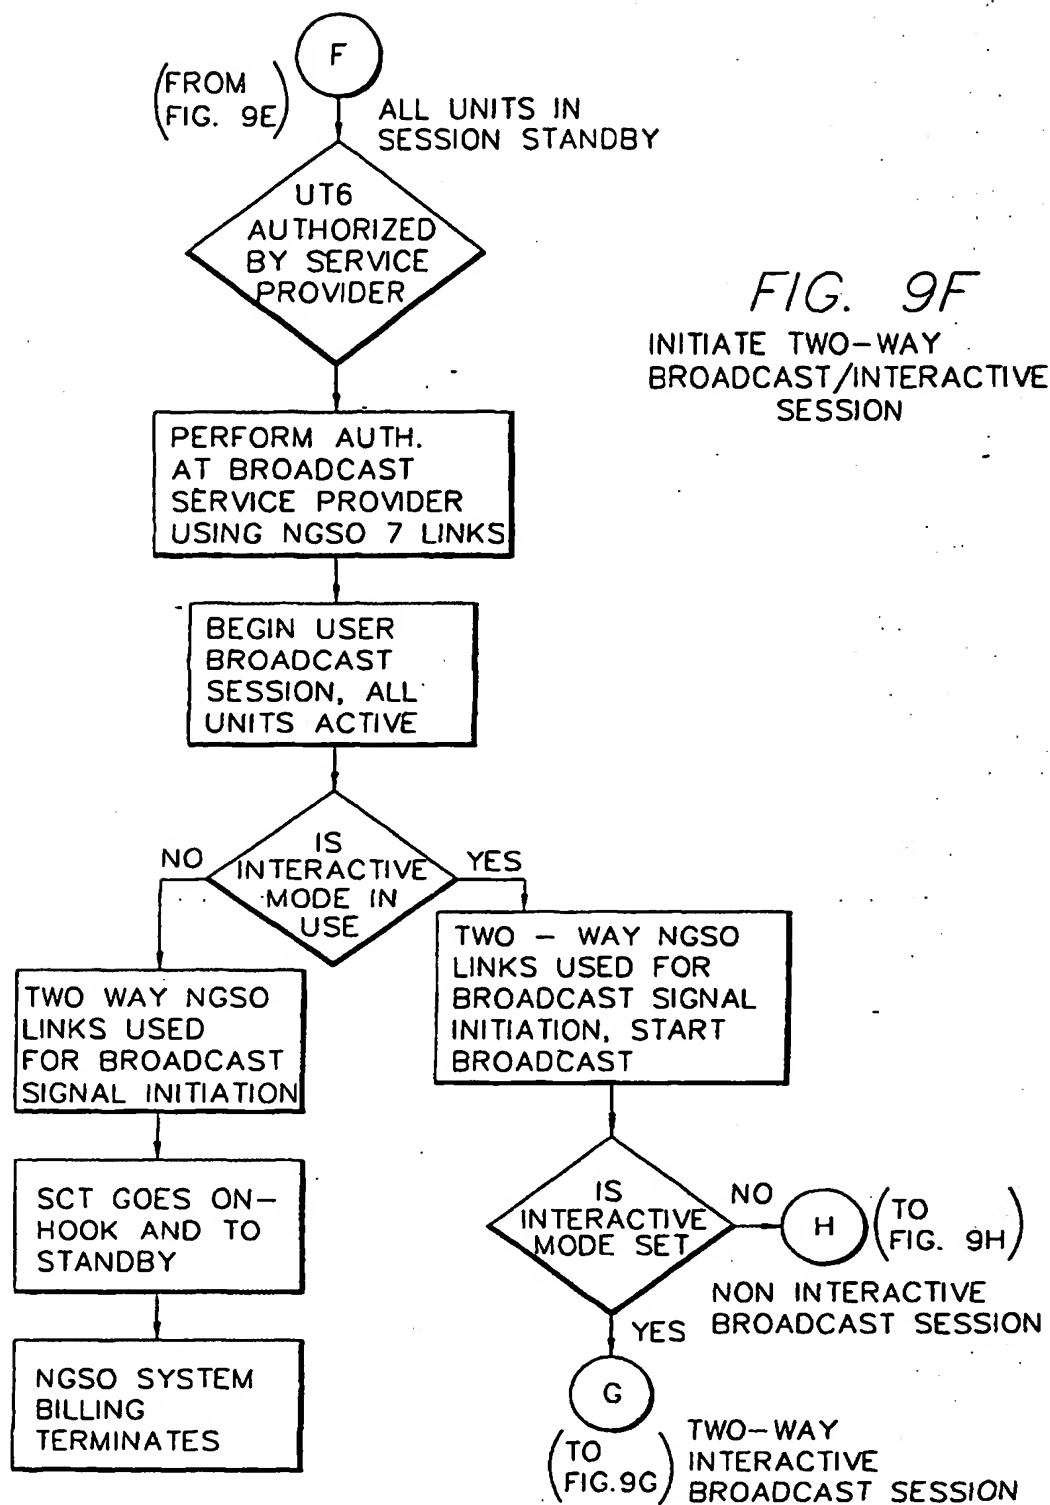 F
(FROM
FIG. 9E)
ALL UNITS IN
SESSION STANDBY
UT6
AUTHORIZED
BY SERVICE
PROVIDER
FIG. 9F
INITIATE TWO-WAY
BROADCAST/INTERACTIVE
SESSION
PERFORM AUTH.
AT BROADCAST
SERVICE PROVIDER
USING NGSO 7 LINKS
BEGIN USER
BROADCAST
SESSION, ALL
UNITS ACTIVE
IS
INTERACTIVE
MODE IN
USE
NO
YES
TWO WAY NGSO
LINKS USED
FOR BROADCAST
SIGNAL INITIATION
TWO - WAY NGSO
LINKS USED FOR
BROADCAST SIGNAL
INITIATION, START
BROADCAST
SCT GOES ON-
HOOK AND TO
STANDBY
NGSO SYSTEM
BILLING
TERMINATES
IS
INTERACTIVE
MODE SET
NO
H
(TO
FIG. 9H)
NON INTERACTIVE
BROADCAST SESSION
YES
G
(TO
FIG.9G)
TWO-WAY
INTERACTIVE
BROADCAST SESSION